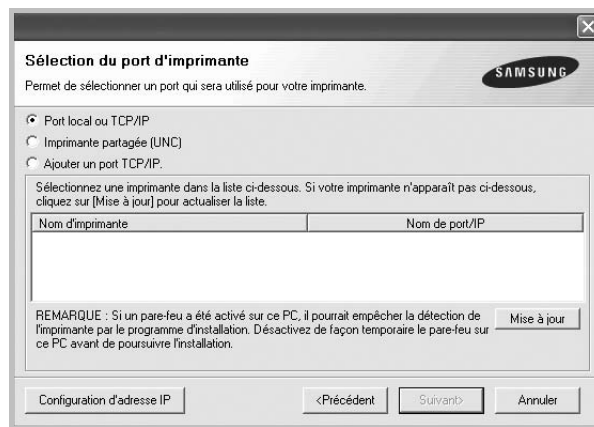 Sélection du port d'imprimante
Permet de sélectionner un port qui sera utilisé pour votre imprimante.
SAMSUNG
Port local ou TCP/IP
Imprimante partagée (UNC)
Ajouter un port TCP/IP.
Sélectionnez une imprimante dans la liste ci-dessous. Si votre imprimante n'apparaît pas ci-dessous,
cliquez sur [Mise à jour] pour actualiser la liste.
Nom d'imprimante Nom de port/IP
REMARQUE : Si un pare-feu a été activé sur ce PC, il pourrait empêcher la détection de
l'imprimante par le programme d'installation. Désactivez de façon temporaire le pare-feu sur
ce PC avant de poursuivre l'installation.
Mise à jour
Configuration d'adresse IP <Précédent Suivant> Annuler